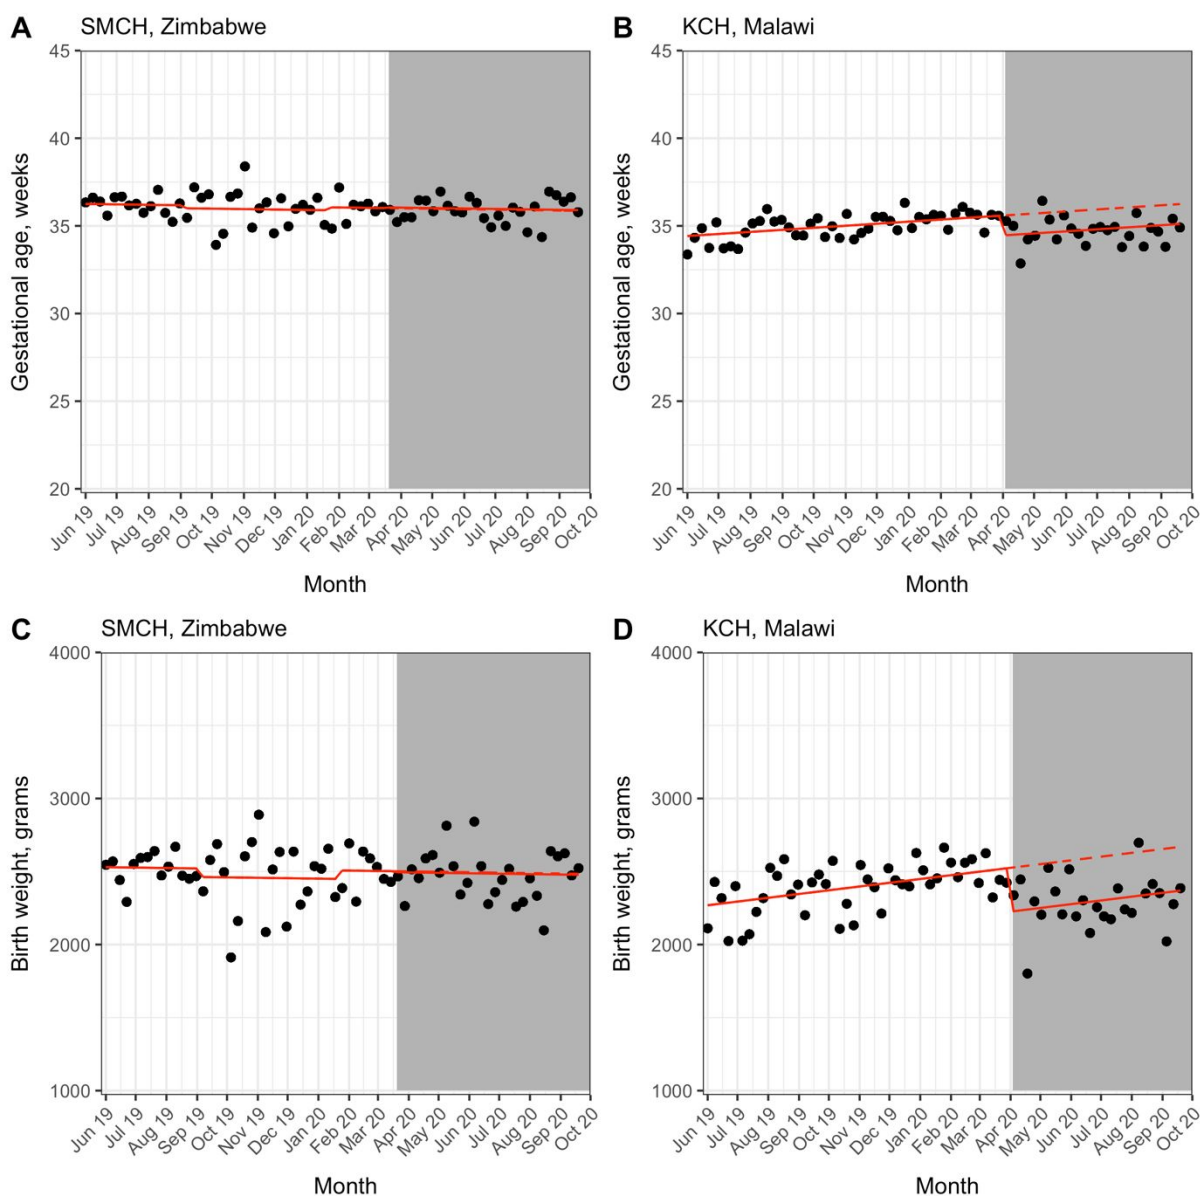 A SMCH, Zimbabwe
Gestational age, weeks
45
40
35
30
25
20
Jun 19 Jul 19 Aug 19 Sep 19 Oct 19 Nov 19 Dec 19 Jan 20 Feb 20 Mar 20 Apr 20 May 20 Jun 20 Jul 20 Aug 20 Sep 20 Oct 20
Month
B KCH, Malawi
Gestational age, weeks
45
40
35
30
25
20
Jun 19 Jul 19 Aug 19 Sep 19 Oct 19 Nov 19 Dec 19 Jan 20 Feb 20 Mar 20 Apr 20 May 20 Jun 20 Jul 20 Aug 20 Sep 20 Oct 20
Month
C SMCH, Zimbabwe
Birth weight, grams
4000
3000
2000
1000
Jun 19 Jul 19 Aug 19 Sep 19 Oct 19 Nov 19 Dec 19 Jan 20 Feb 20 Mar 20 Apr 20 May 20 Jun 20 Jul 20 Aug 20 Sep 20 Oct 20
Month
D KCH, Malawi
Birth weight, grams
4000
3000
2000
1000
Jun 19 Jul 19 Aug 19 Sep 19 Oct 19 Nov 19 Dec 19 Jan 20 Feb 20 Mar 20 Apr 20 May 20 Jun 20 Jul 20 Aug 20 Sep 20 Oct 20
Month